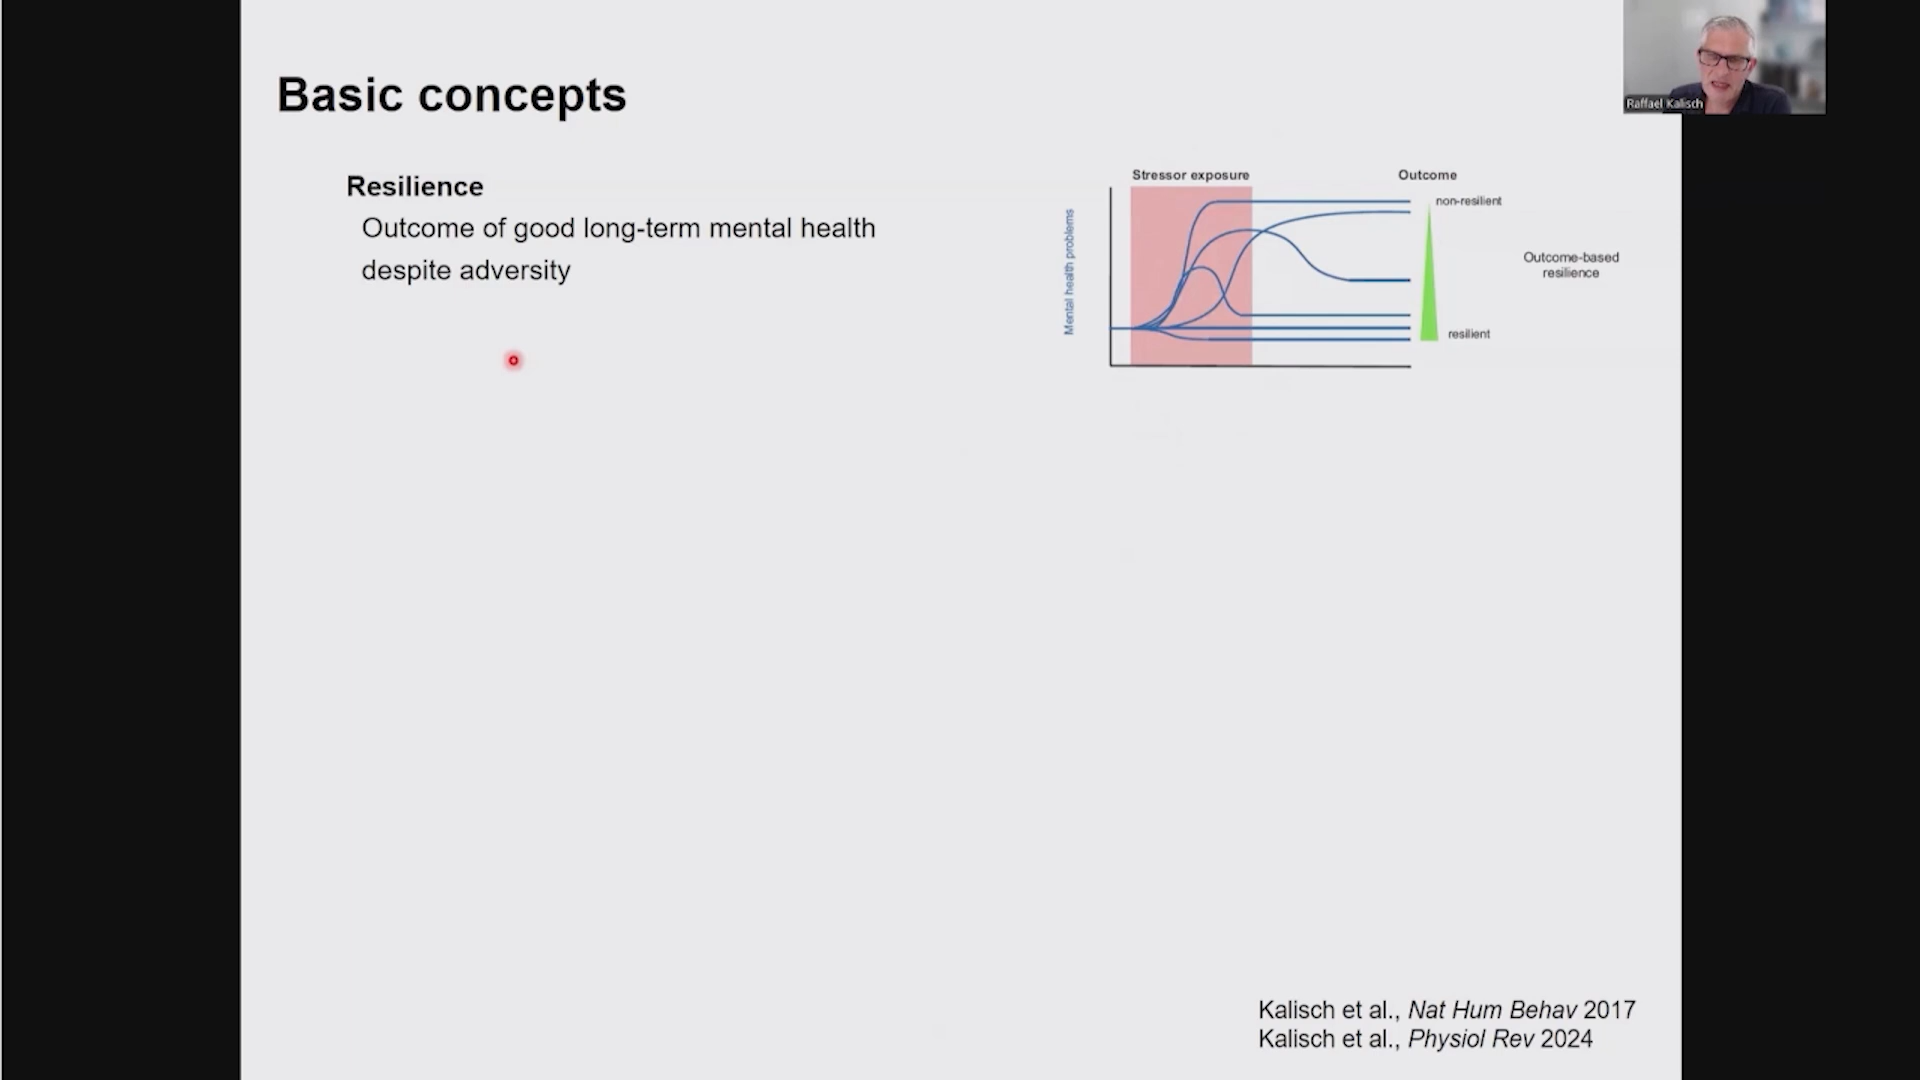 Basic concepts
Raffael Kalisch
Resilience
Outcome of good long-term mental health
despite adversity
Stressor exposure
Outcome
Mental health problems
non-resilient
Outcome-based
resilience
resilient
Kalisch et al., Nat Hum Behav 2017
Kalisch et al., Physiol Rev 2024